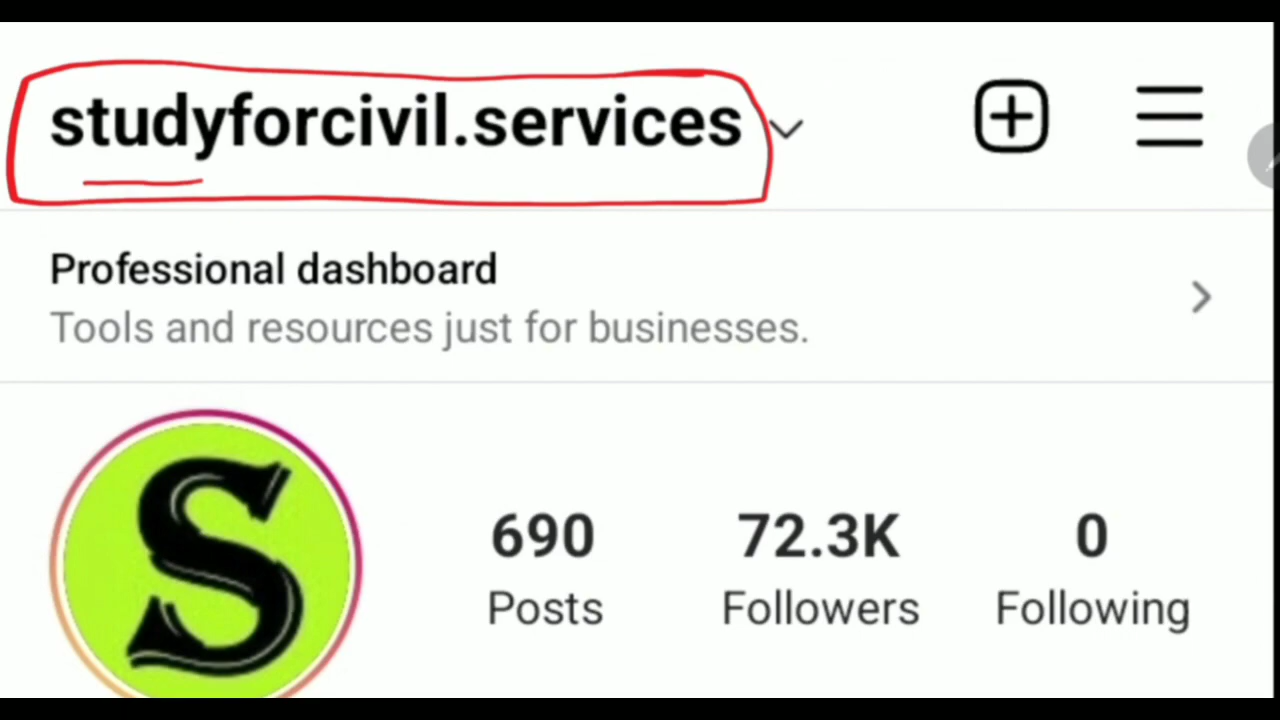 studyforcivil.services
Professional dashboard
Tools and resources just for businesses.
S
690 72.3K 0
Posts Followers Following